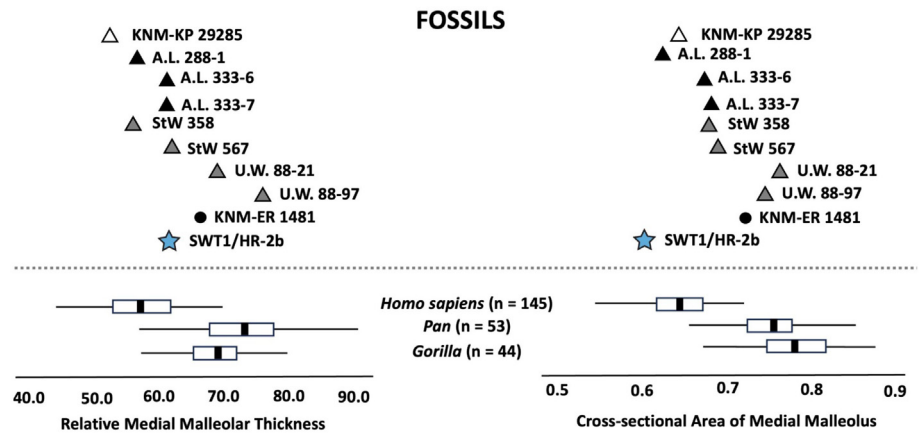 FOSSILS
KNM-KP 29285
A.L. 288-1
A.L. 333-6
A.L. 333-7
StW 358
StW 567
U.W. 88-21
U.W. 88-97
KNM-ER 1481
SWT1/HR-2b
KNM-KP 29285
A.L. 288-1
A.L. 333-6
A.L. 333-7
StW 358
StW 567
U.W. 88-21
U.W. 88-97
KNM-ER 1481
SWT1/HR-2b
Homo sapiens (n = 145)
Pan (n = 53)
Gorilla (n = 44)
40.0 50.0 60.0 70.0 80.0 90.0
Relative Medial Malleolar Thickness
0.5 0.6 0.7 0.8 0.9
Cross-sectional Area of Medial Malleolus